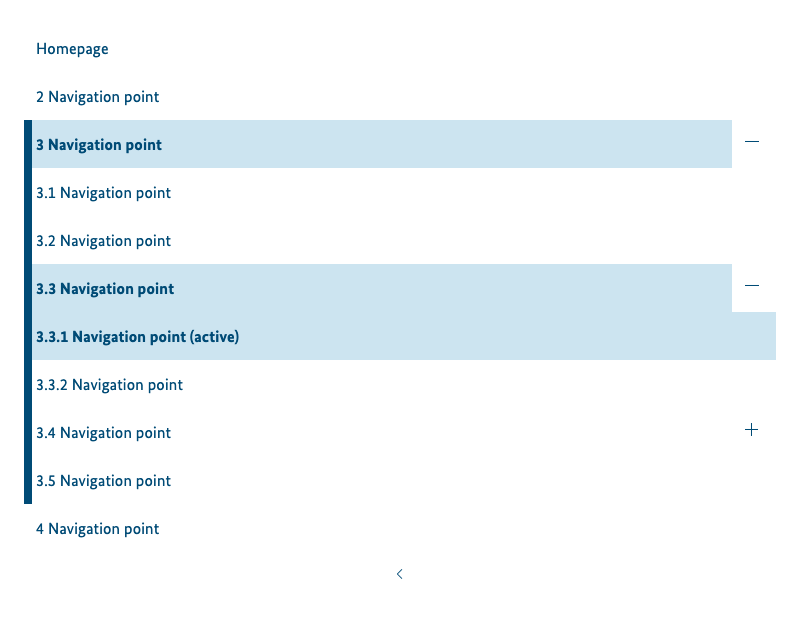 Homepage
2 Navigation point
3 Navigation point
3.1 Navigation point
3.2 Navigation point
3.3 Navigation point
3.3.1 Navigation point (active)
3.3.2 Navigation point
3.4 Navigation point
3.5 Navigation point
4 Navigation point